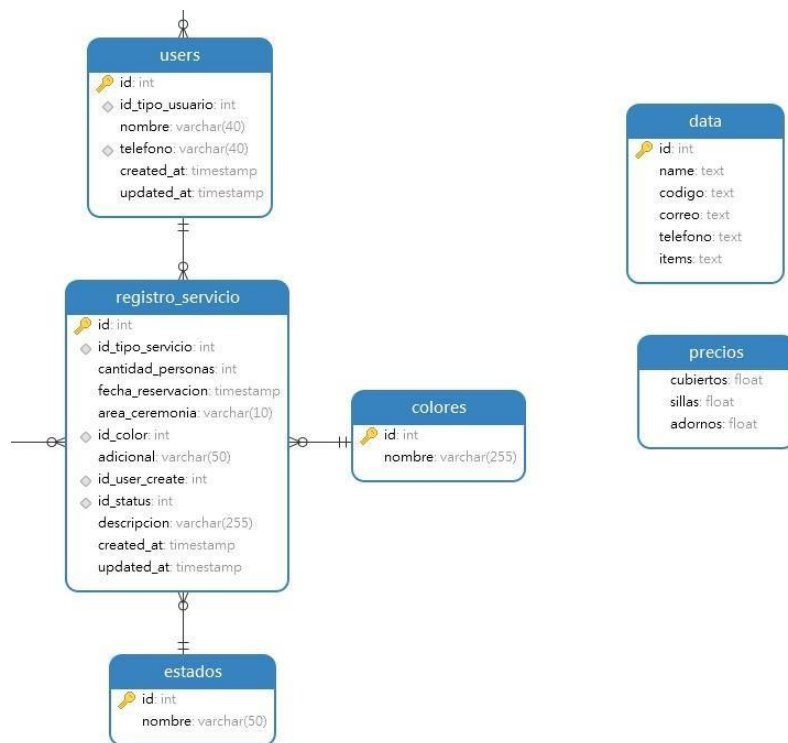 users
id: int
id_tipo_usuario: int
nombre: varchar(40)
telefono: varchar(40)
created_at: timestamp
updated_at: timestamp
registro_servicio
id: int
id_tipo_servicio: int
cantidad_personas: int
fecha_reservacion: timestamp
area_ceremonia: varchar(10)
id_color: int
adicional: varchar(50)
id_user_create: int
id_status: int
descripcion: varchar(255)
created_at: timestamp
updated_at: timestamp
colores
id: int
nombre: varchar(255)
estados
id: int
nombre: varchar(50)
data
id: int
name: text
codigo: text
correo: text
telefono: text
items: text
precios
cubiertos: float
sillas: float
adornos: float